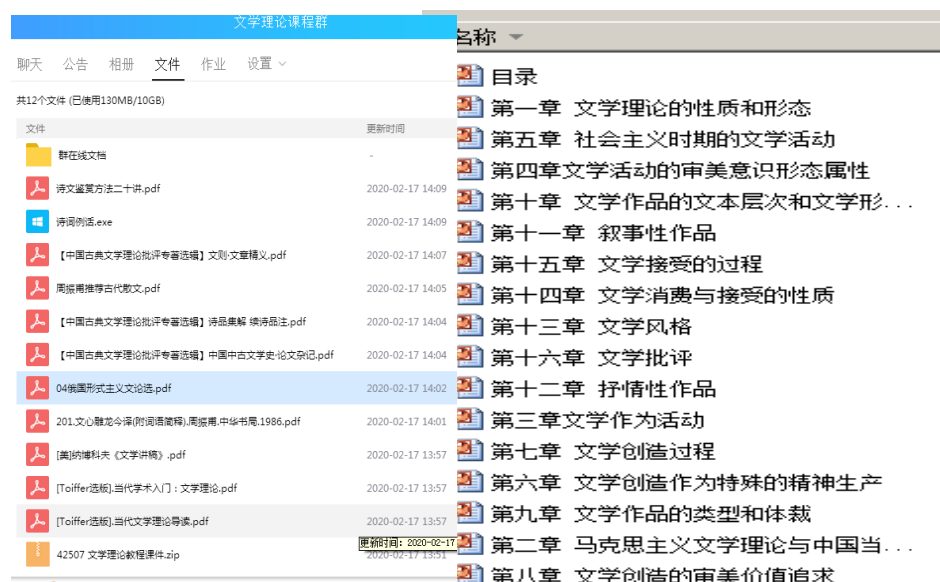 文学理论课程群
聊天 公告 相册 文件 作业 设置
共12个文件 (已使用130MB/10GB)
文件 更新时间
群在线文档 -
诗文鉴赏方法二十讲.pdf 2020-02-17 14:09
诗词例话.exe 2020-02-17 14:09
【中国古典文学理论批评专著选辑】文则·文章精义.pdf 2020-02-17 14:07
周振甫推荐古代散文.pdf 2020-02-17 14:05
【中国古典文学理论批评专著选辑】诗品集解 续诗品注.pdf 2020-02-17 14:04
【中国古典文学理论批评专著选辑】中国中古文学史·论文杂记.pdf 2020-02-17 14:04
04俄国形式主义文论选.pdf 2020-02-17 14:02
201.文心雕龙今译(附词语简释).周振甫.中华书局.1986.pdf 2020-02-17 14:01
[美]纳博科夫《文学讲稿》.pdf 2020-02-17 13:57
[Toiffer选版].当代学术入门：文学理论.pdf 2020-02-17 13:57
[Toiffer选版].当代文学理论导读.pdf 2020-02-17 13:57
更新时间: 2020-02-17
42507 文学理论教程课件.zip 2020-02-17 13:51
名称
目录
第一章 文学理论的性质和形态
第五章 社会主义时期的文学活动
第四章文学活动的审美意识形态属性
第十章 文学作品的文本层次和文学形...
第十一章 叙事性作品
第十五章 文学接受的过程
第十四章 文学消费与接受的性质
第十三章 文学风格
第十六章 文学批评
第十二章 抒情性作品
第三章文学作为活动
第七章 文学创造过程
第六章 文学创造作为特殊的精神生产
第九章 文学作品的类型和体裁
第二章 马克思主义文学理论与中国当...
第八章 文学创造的审美价值追求